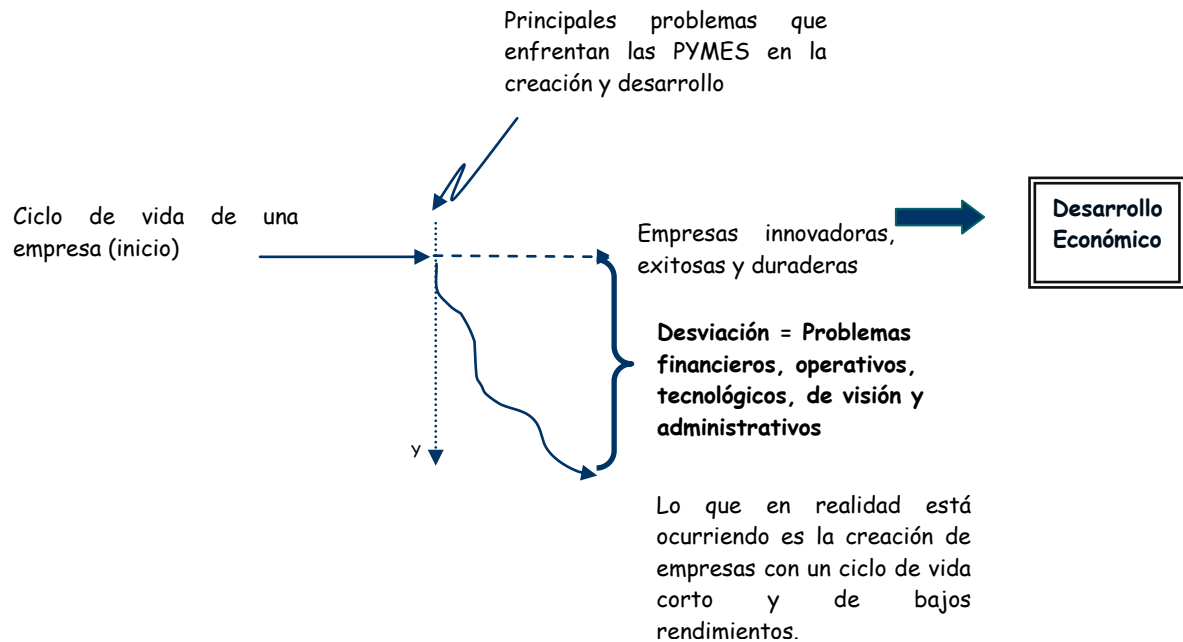 Principales problemas que
enfrentan las PYMES en la
creación y desarrollo
Ciclo de vida de una
empresa (inicio)
Empresas innovadoras,
exitosas y duraderas
Desarrollo
Económico
Desviación = Problemas
financieros, operativos,
tecnológicos, de visión y
administrativos
y
Lo que en realidad está
ocurriendo es la creación de
empresas con un ciclo de vida
corto y de bajos
rendimientos.